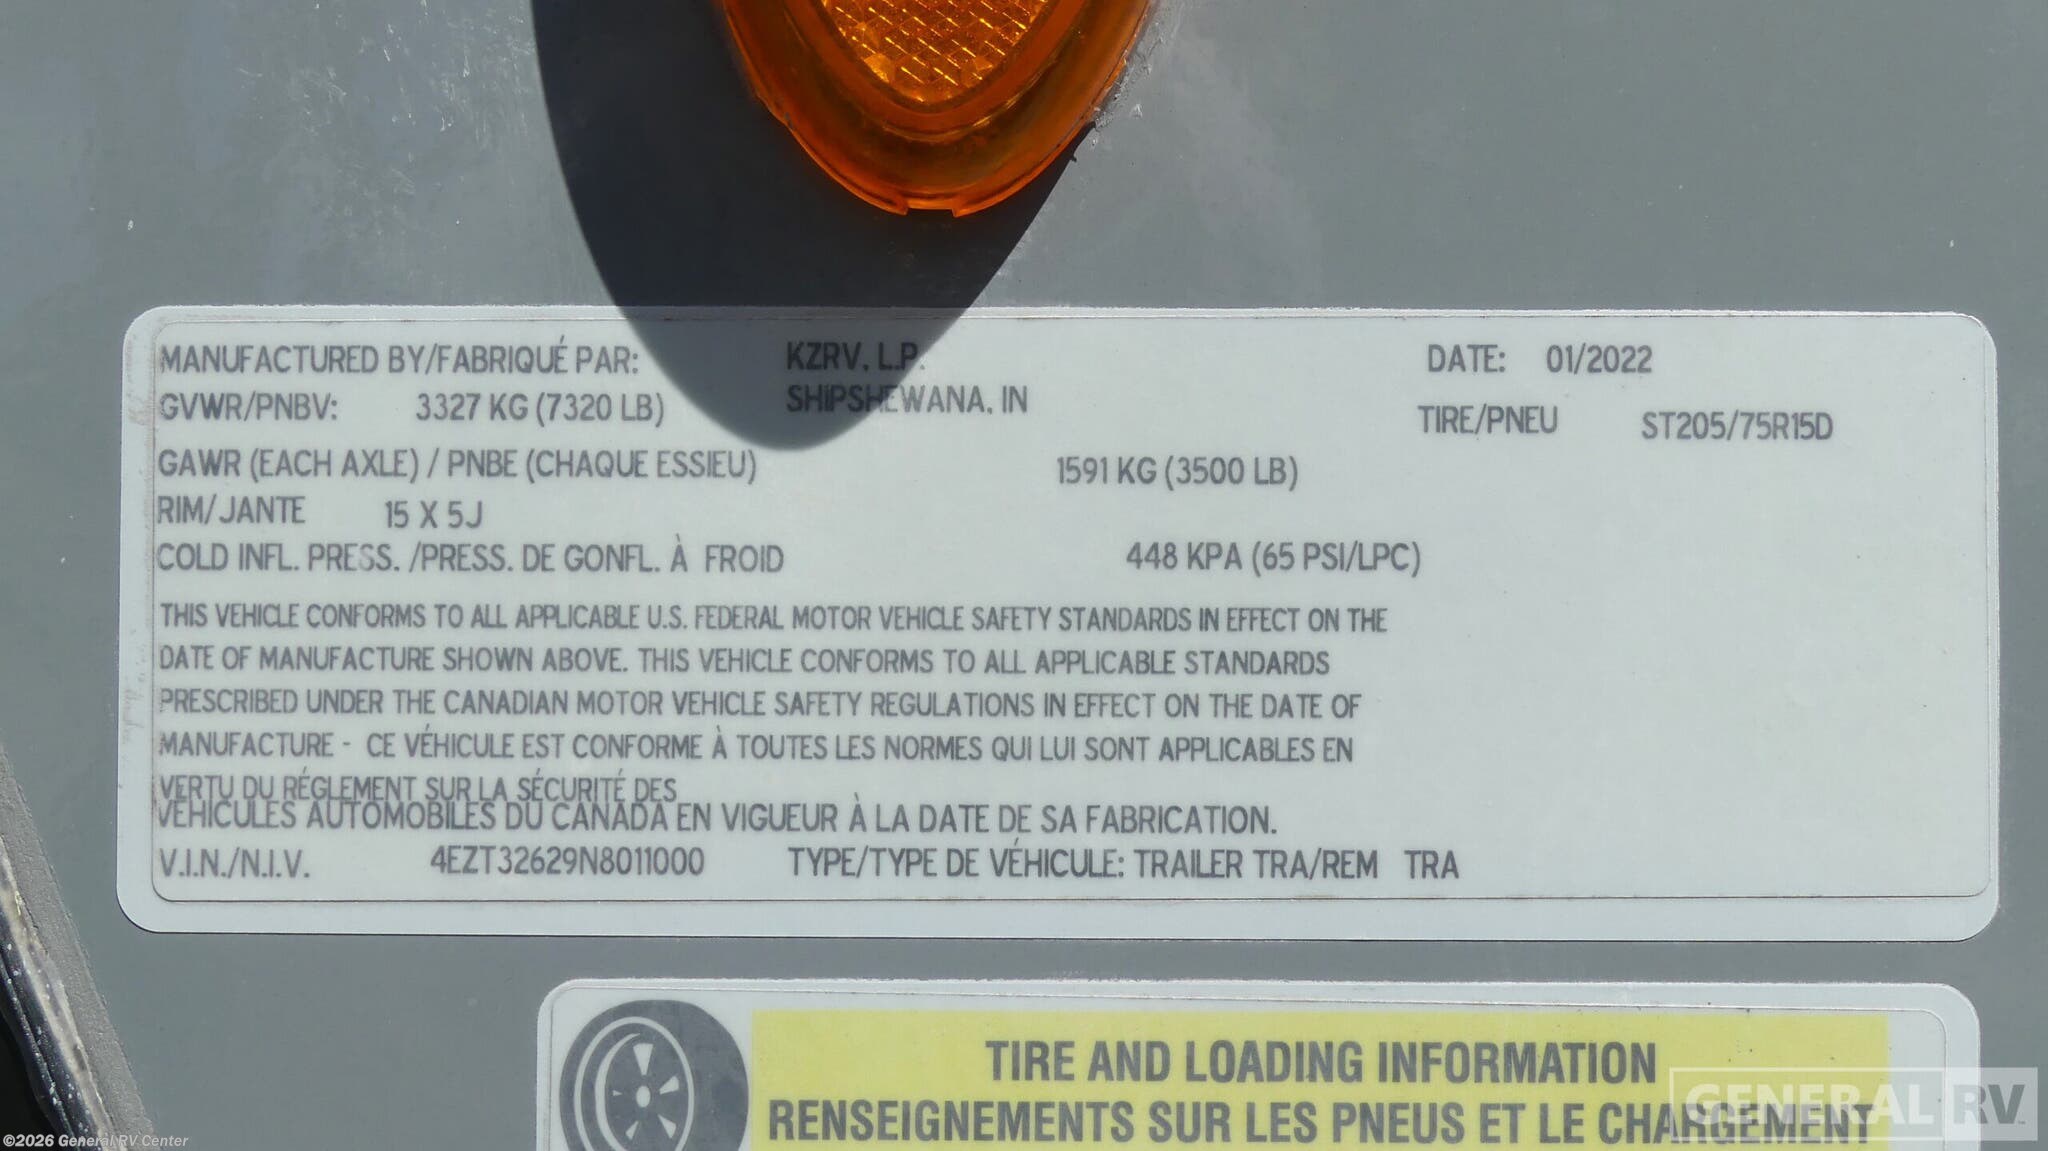 MANUFACTURED BY/FABRIQUÉ PAR: KZRV, L.P. DATE: 01/2022
GVWR/PNBV: 3327 KG (7320 LB) SHIPSHEWANA, IN TIRE/PNEU ST205/75R15D
GAWR (EACH AXLE) / PNBE (CHAQUE ESSIEU) 1591 KG (3500 LB)
RIM/JANTE 15 X 5J
COLD INFL. PRESS. /PRESS. DE GONFL. À FROID 448 KPA (65 PSI/LPC)
THIS VEHICLE CONFORMS TO ALL APPLICABLE U.S. FEDERAL MOTOR VEHICLE SAFETY STANDARDS IN EFFECT ON THE
DATE OF MANUFACTURE SHOWN ABOVE. THIS VEHICLE CONFORMS TO ALL APPLICABLE STANDARDS
PRESCRIBED UNDER THE CANADIAN MOTOR VEHICLE SAFETY REGULATIONS IN EFFECT ON THE DATE OF
MANUFACTURE - CE VÉHICULE EST CONFORME À TOUTES LES NORMES QUI LUI SONT APPLICABLES EN
VERTU DU RÉGLEMENT SUR LA SÉCURITÉ DES
VÉHICULES AUTOMOBILES DU CANADA EN VIGUEUR À LA DATE DE SA FABRICATION.
V.I.N./N.I.V. 4EZT32629N8011000 TYPE/TYPE DE VÉHICULE: TRAILER TRA/REM TRA
TIRE AND LOADING INFORMATION
RENSEIGNEMENTS SUR LES PNEUS ET LE CHARGEMENT
GENERAL RV
©2026 General RV Center